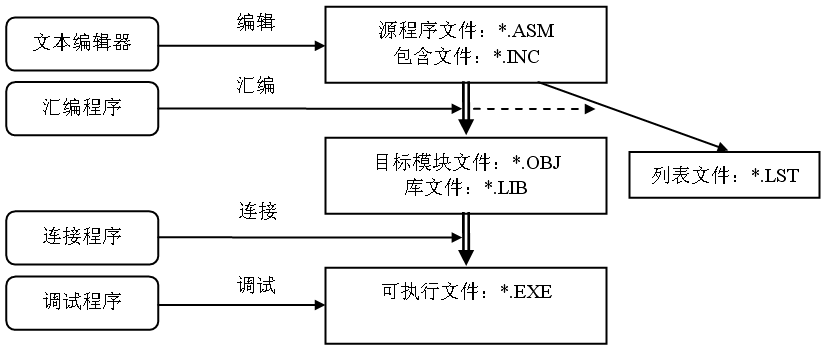 编辑
文本编辑器
源程序文件：*.ASM
包含文件：*.INC
汇编
汇编程序
目标模块文件：*.OBJ
库文件：*.LIB
列表文件：*.LST
连接
连接程序
调试
调试程序
可执行文件：*.EXE